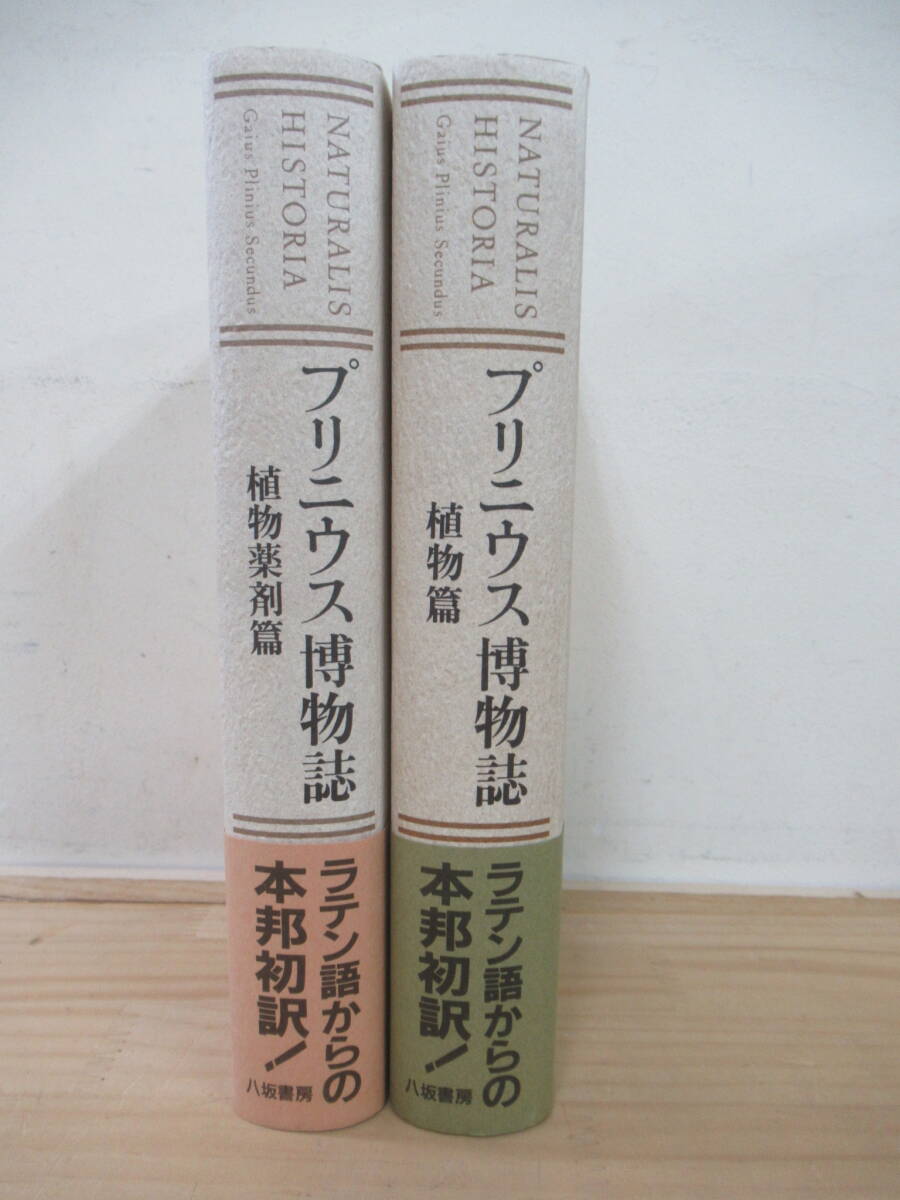 NATURALIS
HISTORIA
Gaius Plinius Secundus
プリニウス博物誌
植物薬剤篇
ラテン語からの
本邦初訳!
八坂書房
NATURALIS
HISTORIA
Gaius Plinius Secundus
プリニウス博物誌
植物篇
ラテン語からの
本邦初訳!
八坂書房